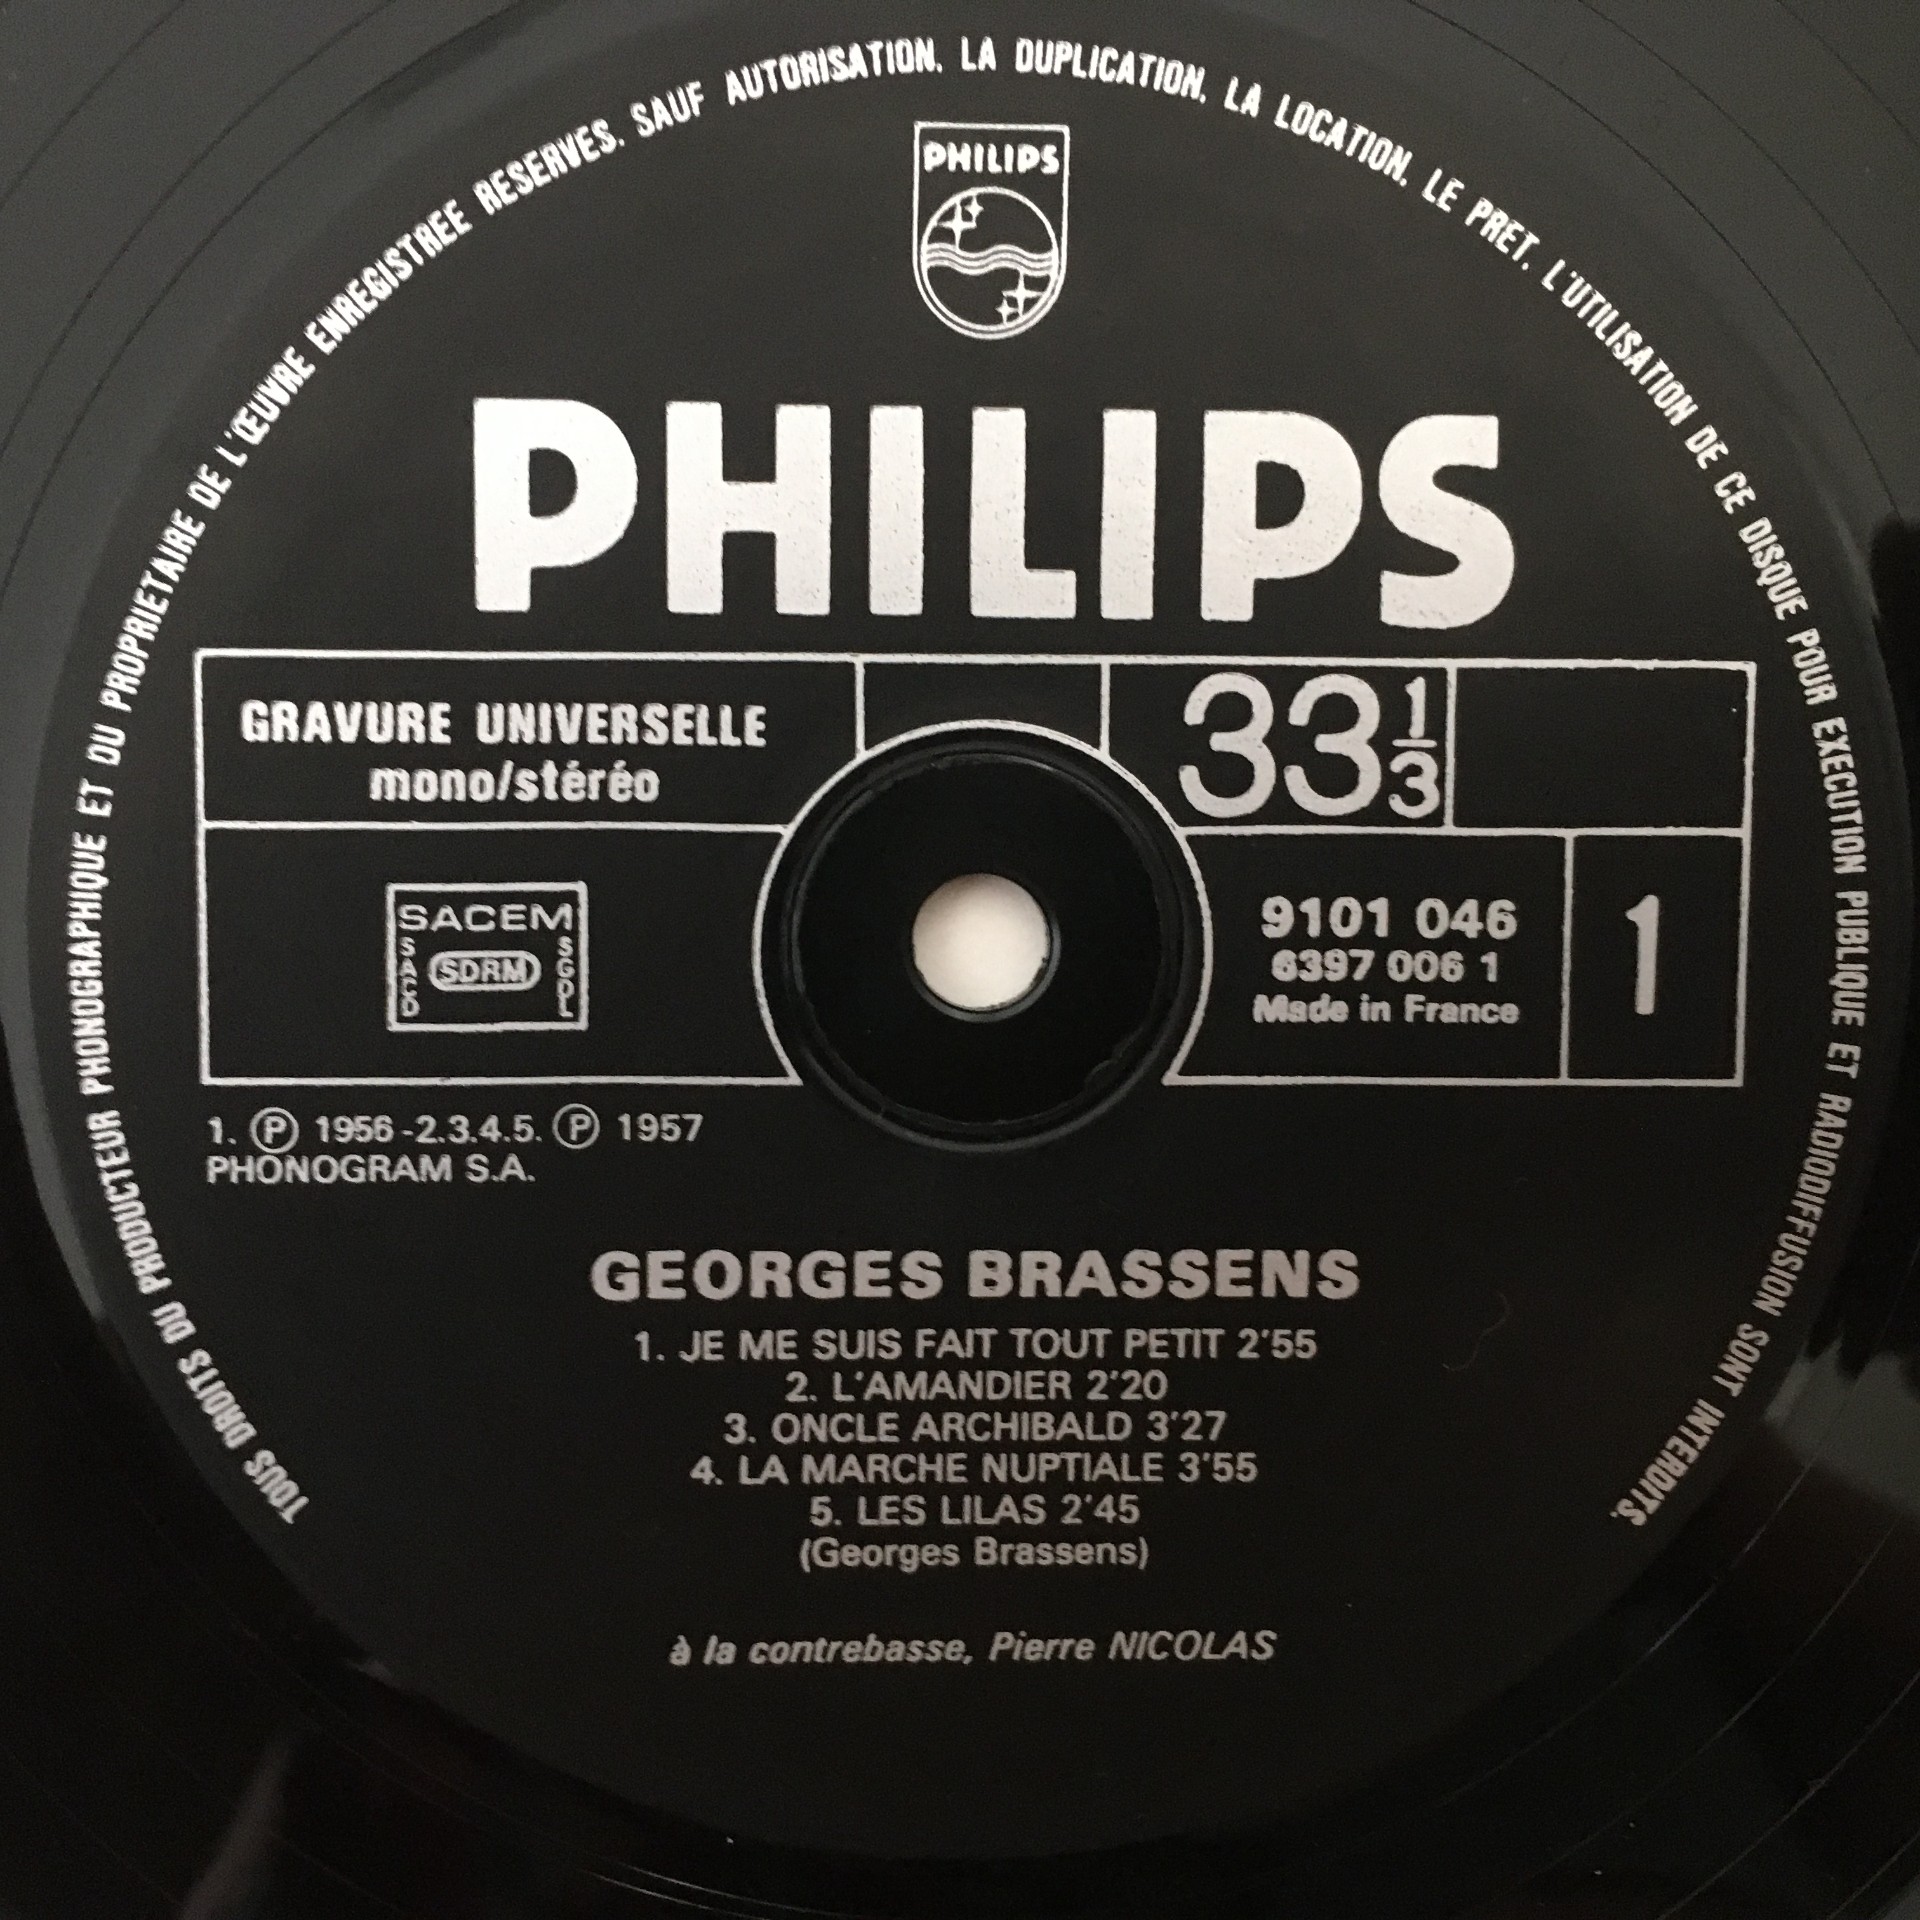 TOUS DROITS DU PRODUCTEUR PHONOGRAPHIQUE ET DU PROPRIETAIRE DE L'ŒUVRE ENREGISTREE RESERVES. SAUF AUTORISATION. LA DUPLICATION. LA LOCATION. LE PRET. L'UTILISATION DE CE DISQUE POUR EXECUTION PUBLIQUE ET RADIODIFFUSION SONT INTERDITS.
PHILIPS
PHILIPS
GRAVURE UNIVERSELLE
mono/stéréo
33 1/3
SACEM
SACD
SDRM
SGDL
9101 046
6397 006 1
Made in France
1
1. Ⓟ 1956 -2.3.4.5. Ⓟ 1957
PHONOGRAM S.A.
GEORGES BRASSENS
1. JE ME SUIS FAIT TOUT PETIT 2'55
2. L'AMANDIER 2'20
3. ONCLE ARCHIBALD 3'27
4. LA MARCHE NUPTIALE 3'55
5. LES LILAS 2'45
(Georges Brassens)
à la contrebasse, Pierre NICOLAS